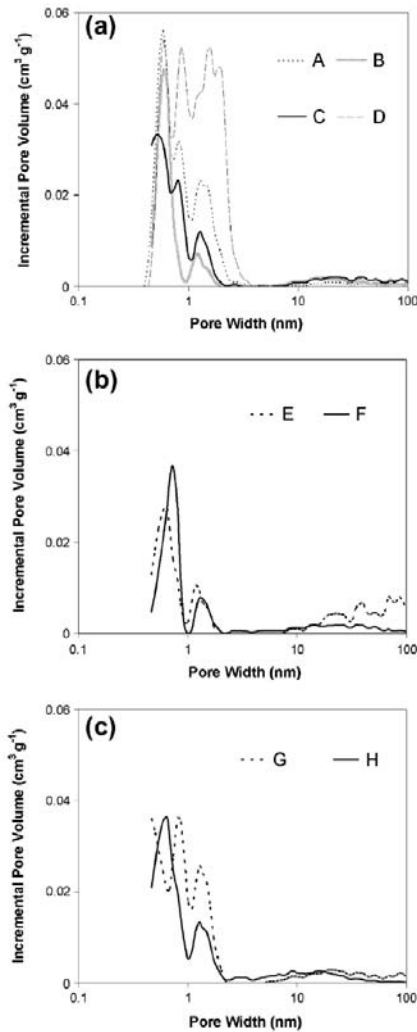 (a)
A B
C D
Incremental Pore Volume (cm³ g⁻¹)
0.06
0.04
0.02
0
0.1 1 10 100
Pore Width (nm)
(b)
E F
Incremental Pore Volume (cm³ g⁻¹)
0.06
0.04
0.02
0
0.1 1 10 100
Pore Width (nm)
(c)
G H
Incremental Pore Volume (cm³ g⁻¹)
0.06
0.04
0.02
0
0.1 1 10 100
Pore Width (nm)